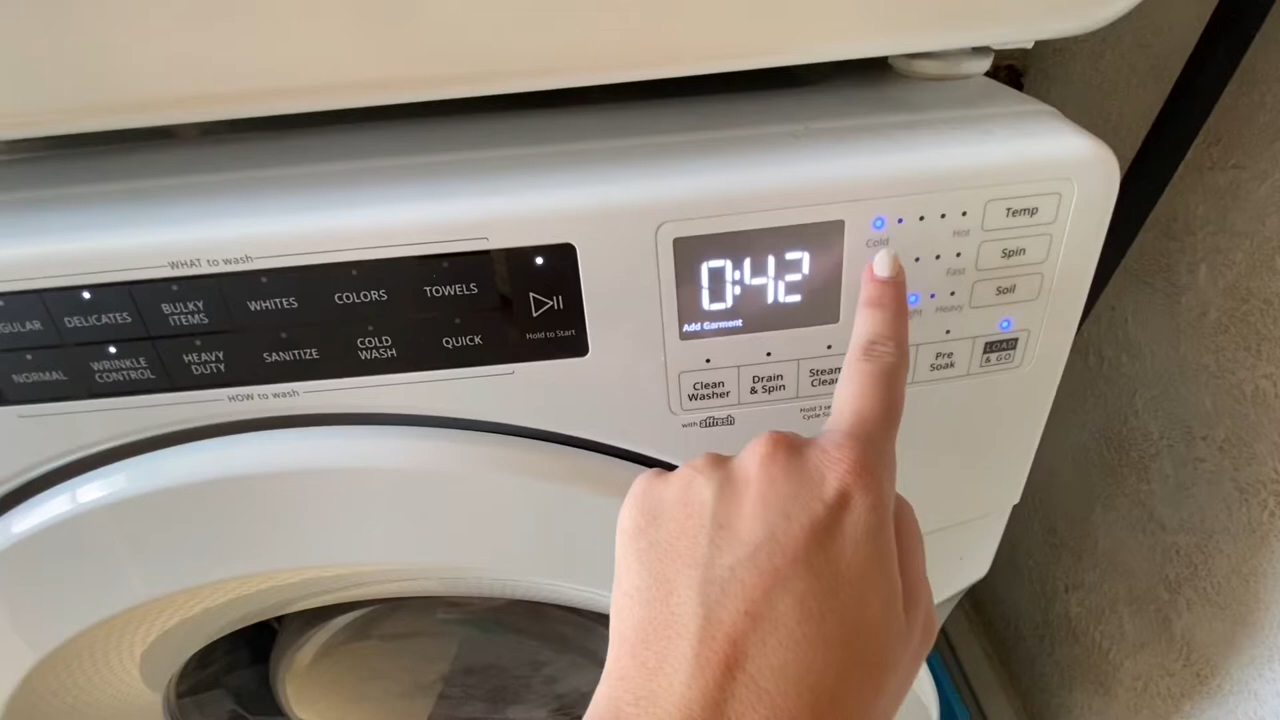 WHAT to wash
DELICATES
BULKY
ITEMS
WHITES
COLORS
TOWELS
Hold to Start
NORMAL
WRINKLE
CONTROL
HEAVY
DUTY
SANITIZE
COLD
WASH
QUICK
HOW to wash
0:42
Add Garment
Cold
Hot
Temp
Fast
Spin
Heavy
Soil
Clean
Washer
Drain
& Spin
Pre
Soak
LOAD
& GO
with affresh
Hold 3